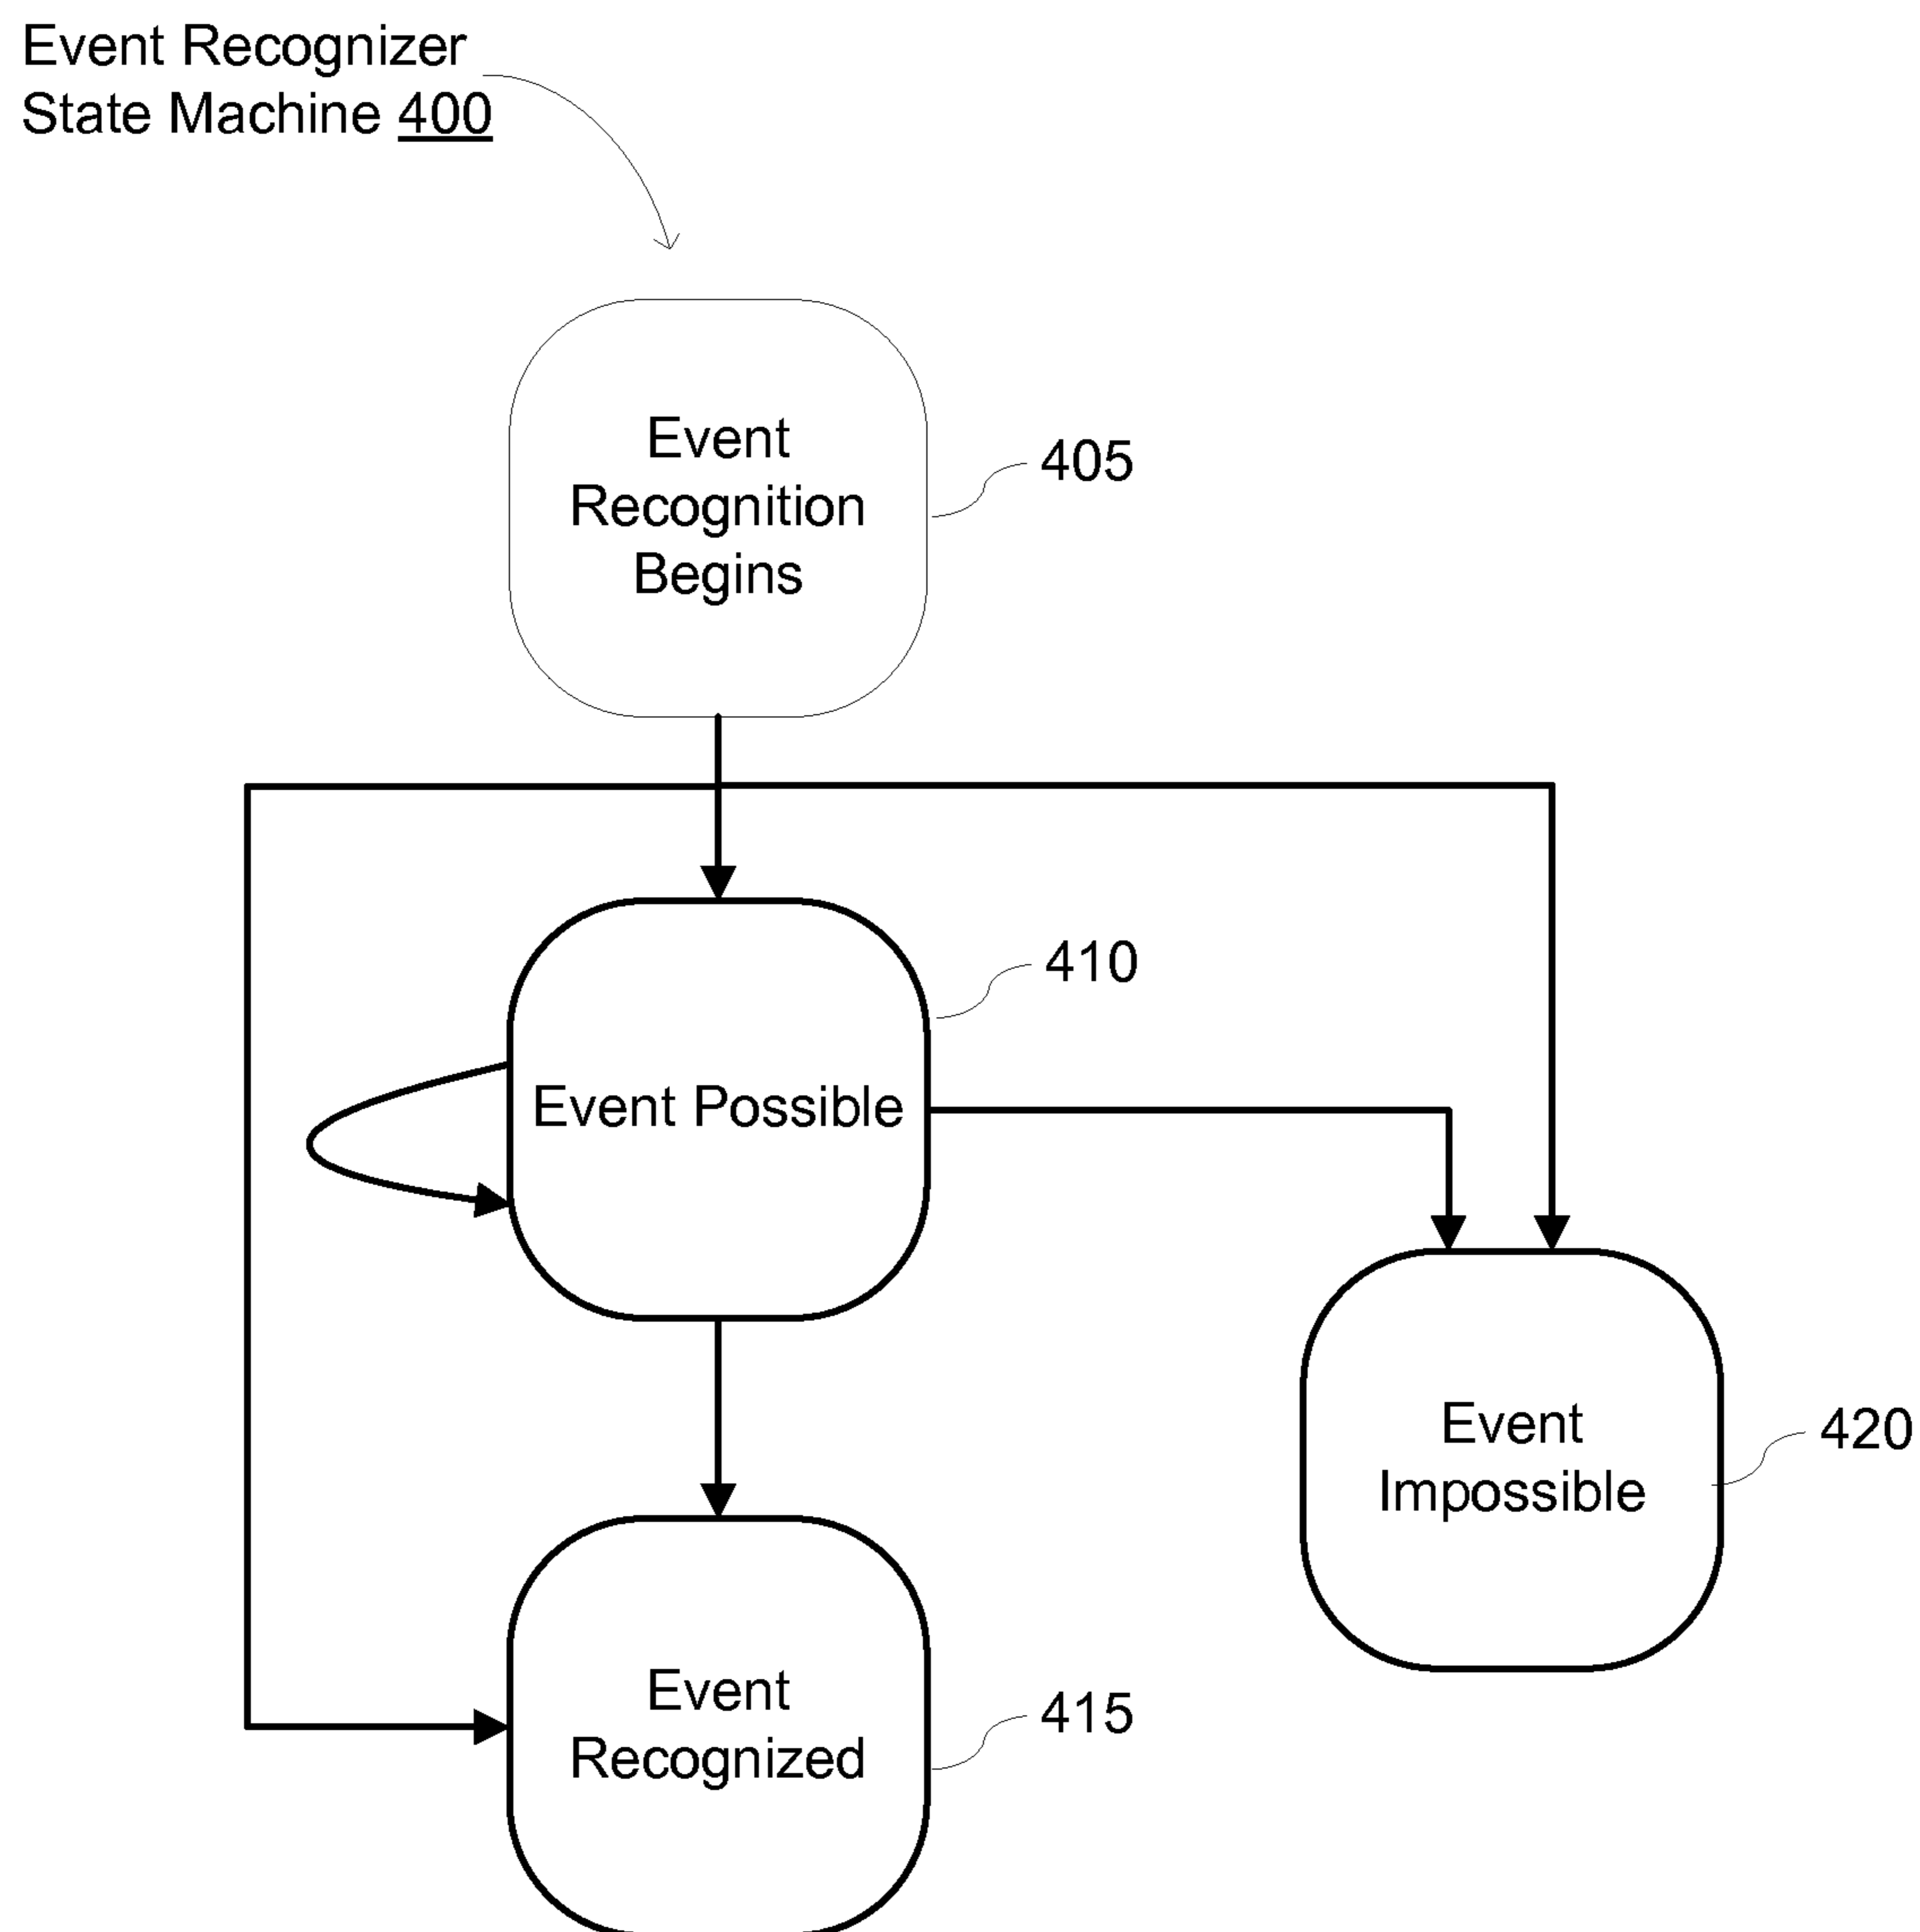 Event Recognizer
State Machine 400
Event
Recognition
Begins
405
410
Event Possible
Event
Impossible
420
Event
Recognized
415